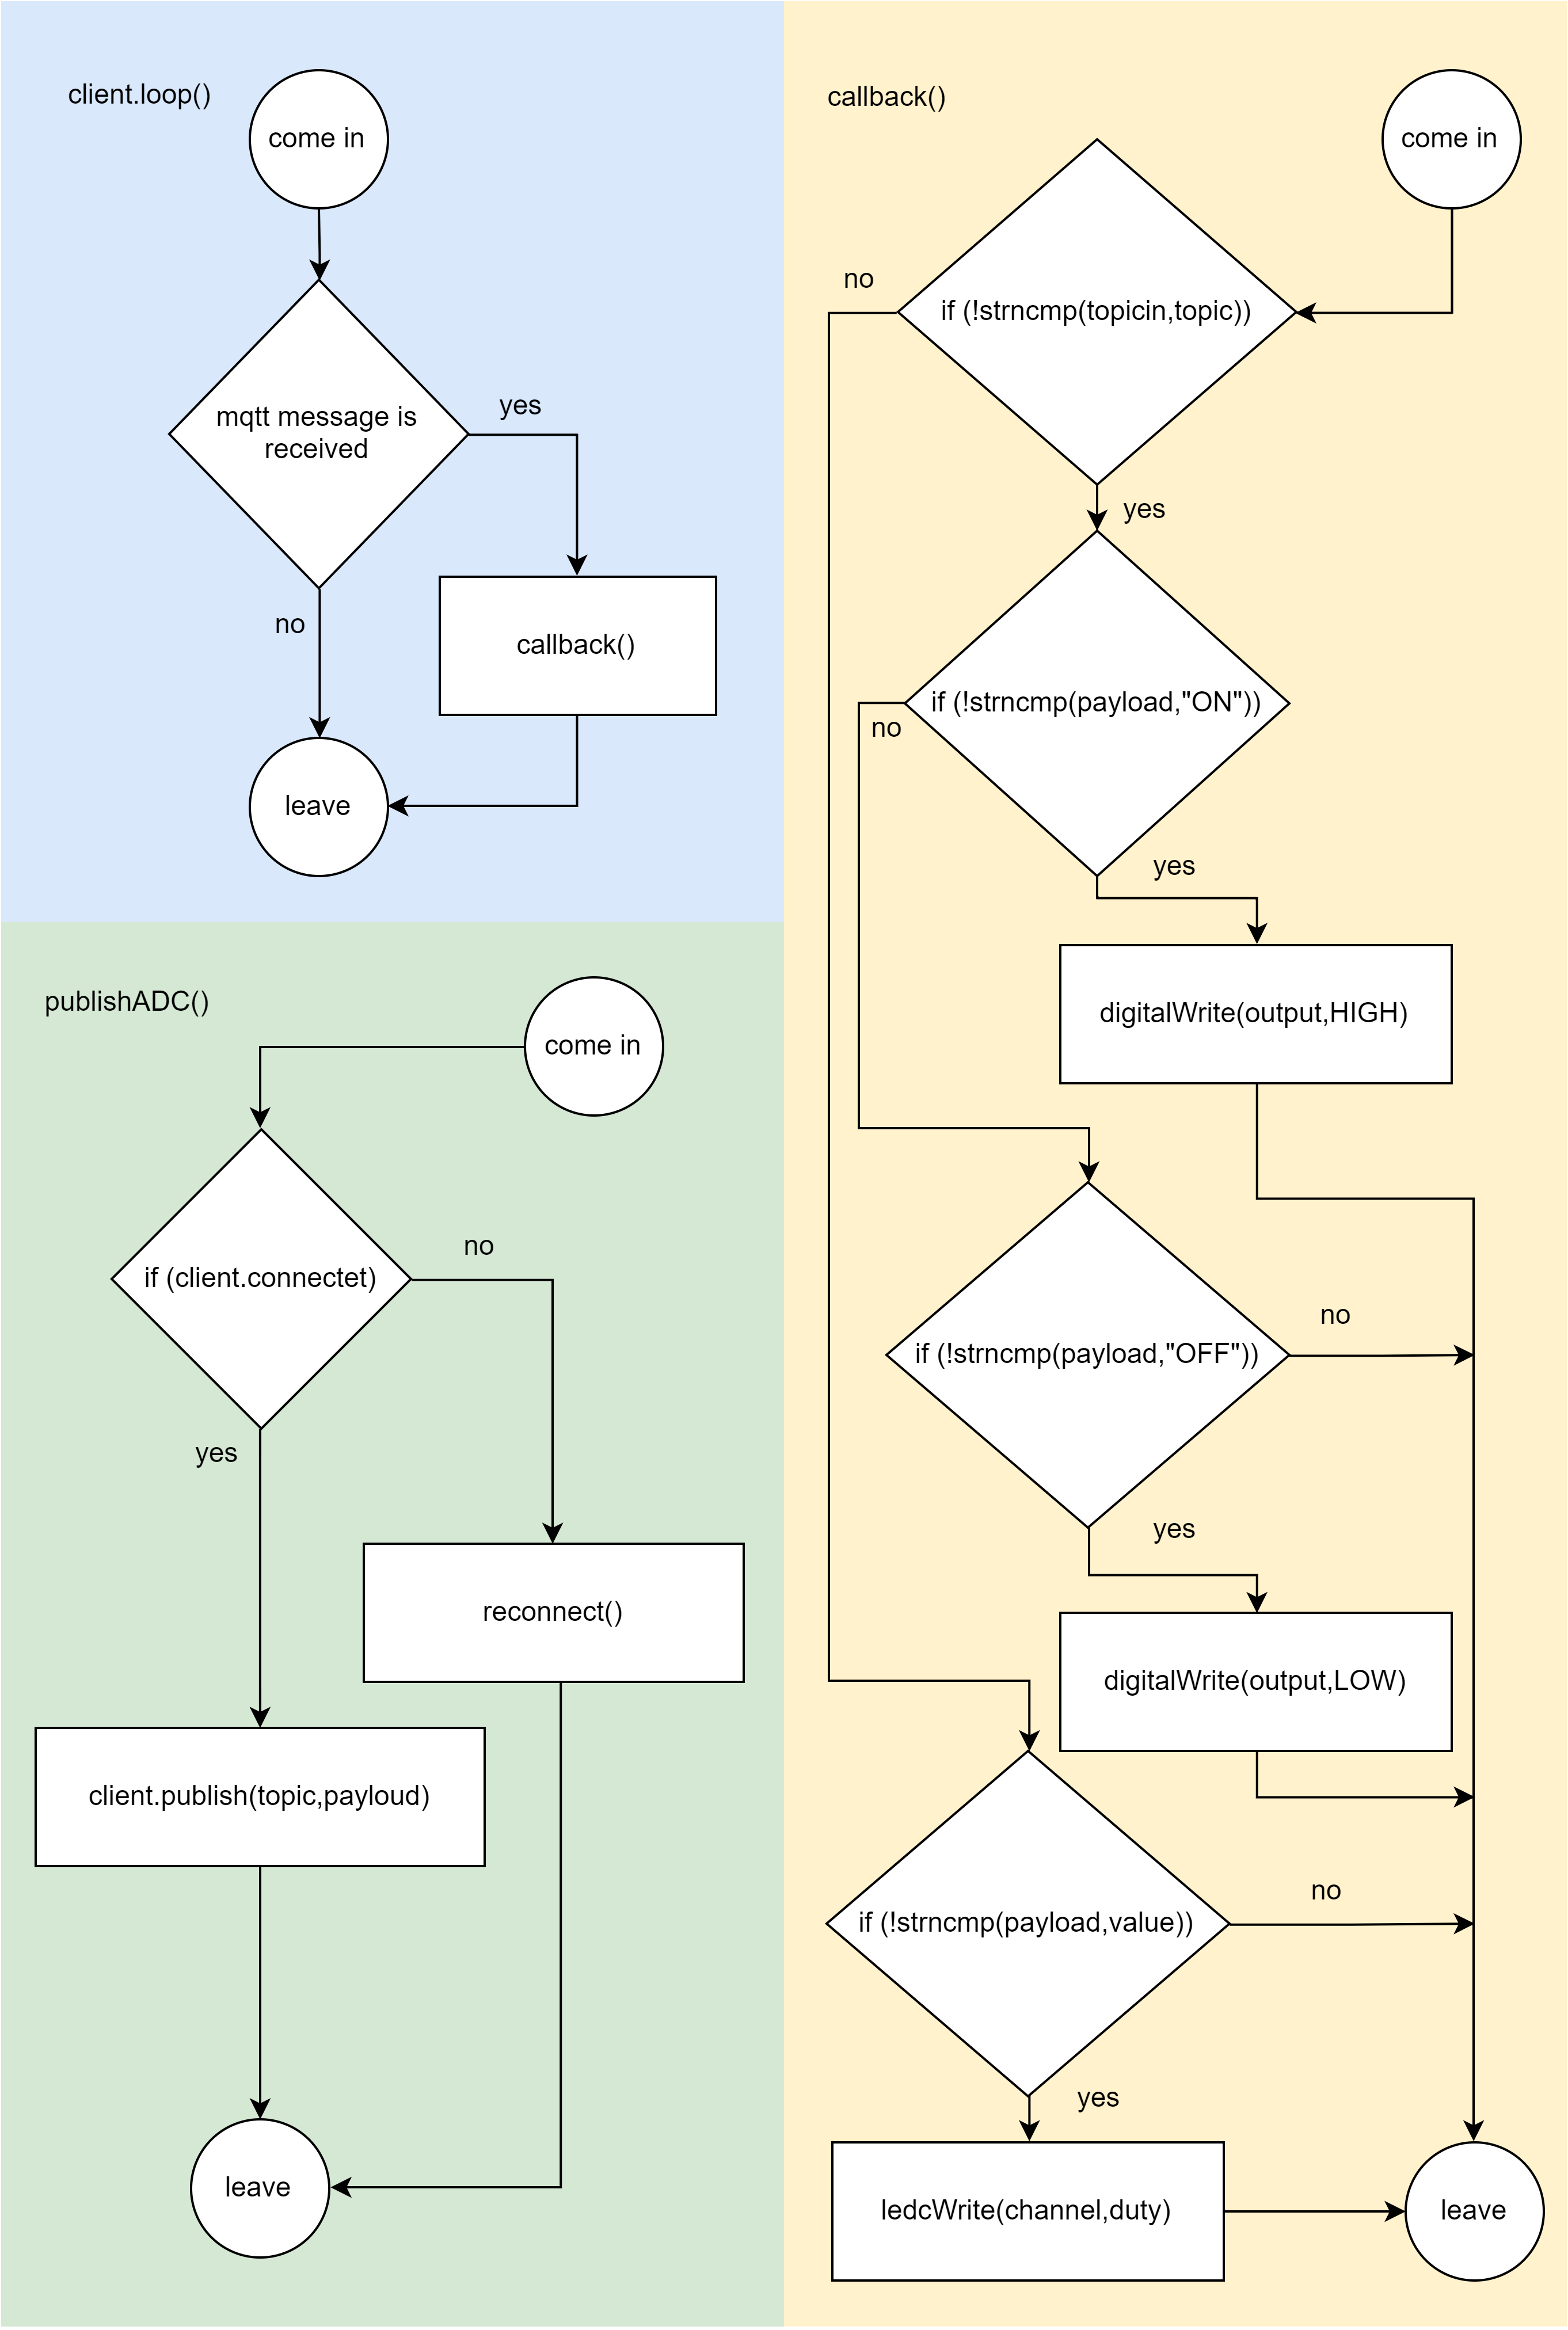 client.loop()
come in
mqtt message is
received
yes
no
callback()
leave
publishADC()
come in
if (client.connectet)
no
yes
reconnect()
client.publish(topic,payloud)
leave
callback()
come in
no
if (!strncmp(topicin,topic))
yes
if (!strncmp(payload,"ON"))
no
yes
digitalWrite(output,HIGH)
no
if (!strncmp(payload,"OFF"))
yes
digitalWrite(output,LOW)
no
if (!strncmp(payload,value))
yes
ledcWrite(channel,duty)
leave